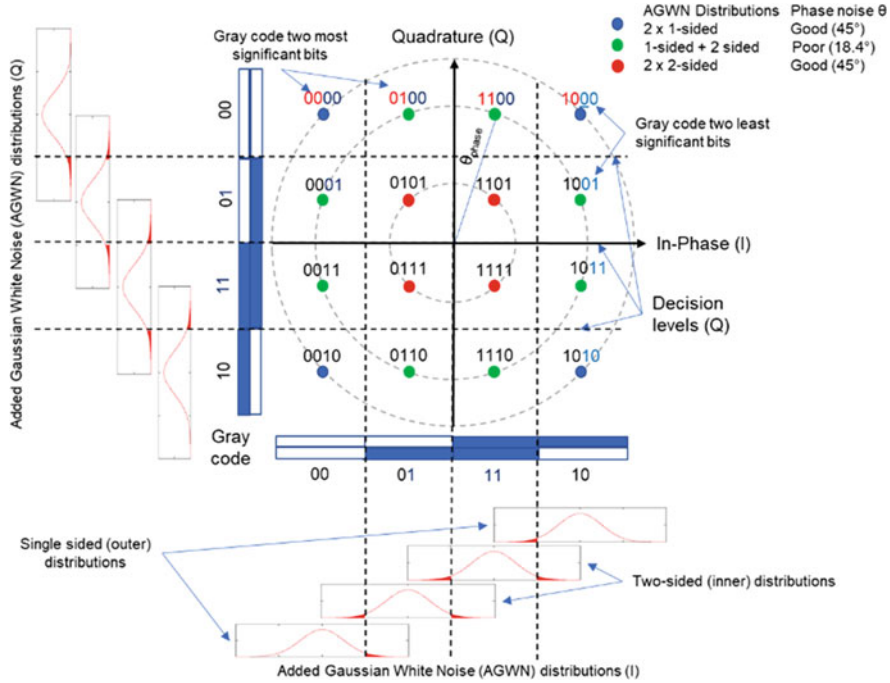 AGWN Distributions Phase noise θ
2 x 1-sided Good (45°)
1-sided + 2 sided Poor (18.4°)
2 x 2-sided Good (45°)
Gray code two most
significant bits
Quadrature (Q)
0000 0100 1100 1000
Gray code two least
significant bits
θphase
0001 0101 1101 1001
In-Phase (I)
0011 0111 1111 1011
Decision
levels (Q)
0010 0110 1110 1010
00
01
11
10
Added Gaussian White Noise (AGWN) distributions (Q)
Gray
code
00 01 11 10
Single sided (outer)
distributions
Two-sided (inner) distributions
Added Gaussian White Noise (AGWN) distributions (I)